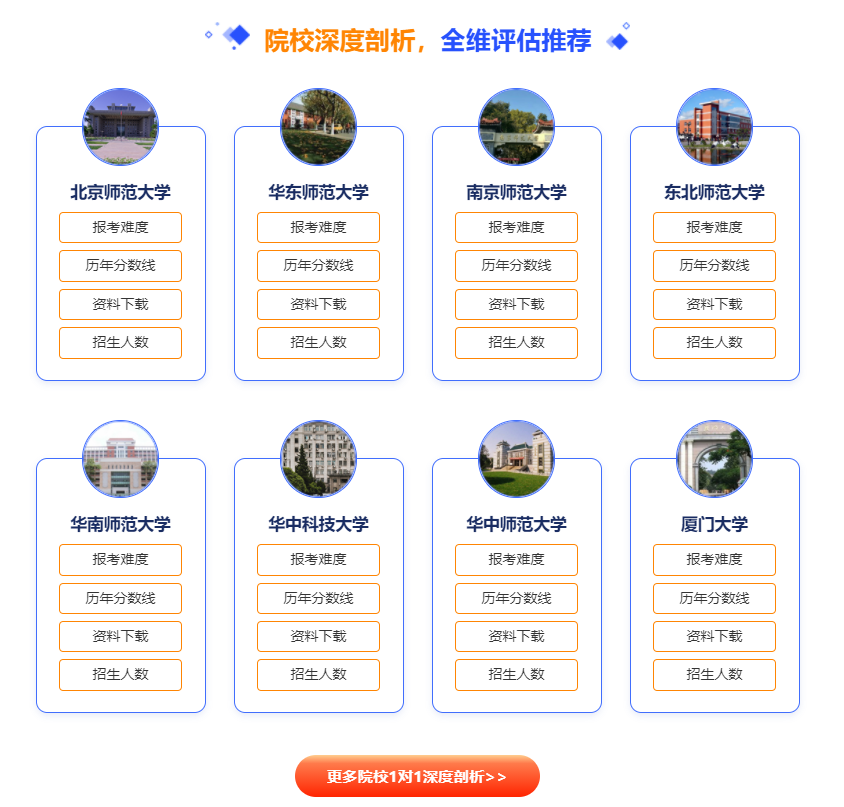 院校深度剖析，全维评估推荐
北京师范大学
报考难度
历年分数线
资料下载
招生人数
华东师范大学
报考难度
历年分数线
资料下载
招生人数
南京师范大学
报考难度
历年分数线
资料下载
招生人数
东北师范大学
报考难度
历年分数线
资料下载
招生人数
华南师范大学
报考难度
历年分数线
资料下载
招生人数
华中科技大学
报考难度
历年分数线
资料下载
招生人数
华中师范大学
报考难度
历年分数线
资料下载
招生人数
厦门大学
报考难度
历年分数线
资料下载
招生人数
更多院校1对1深度剖析>>